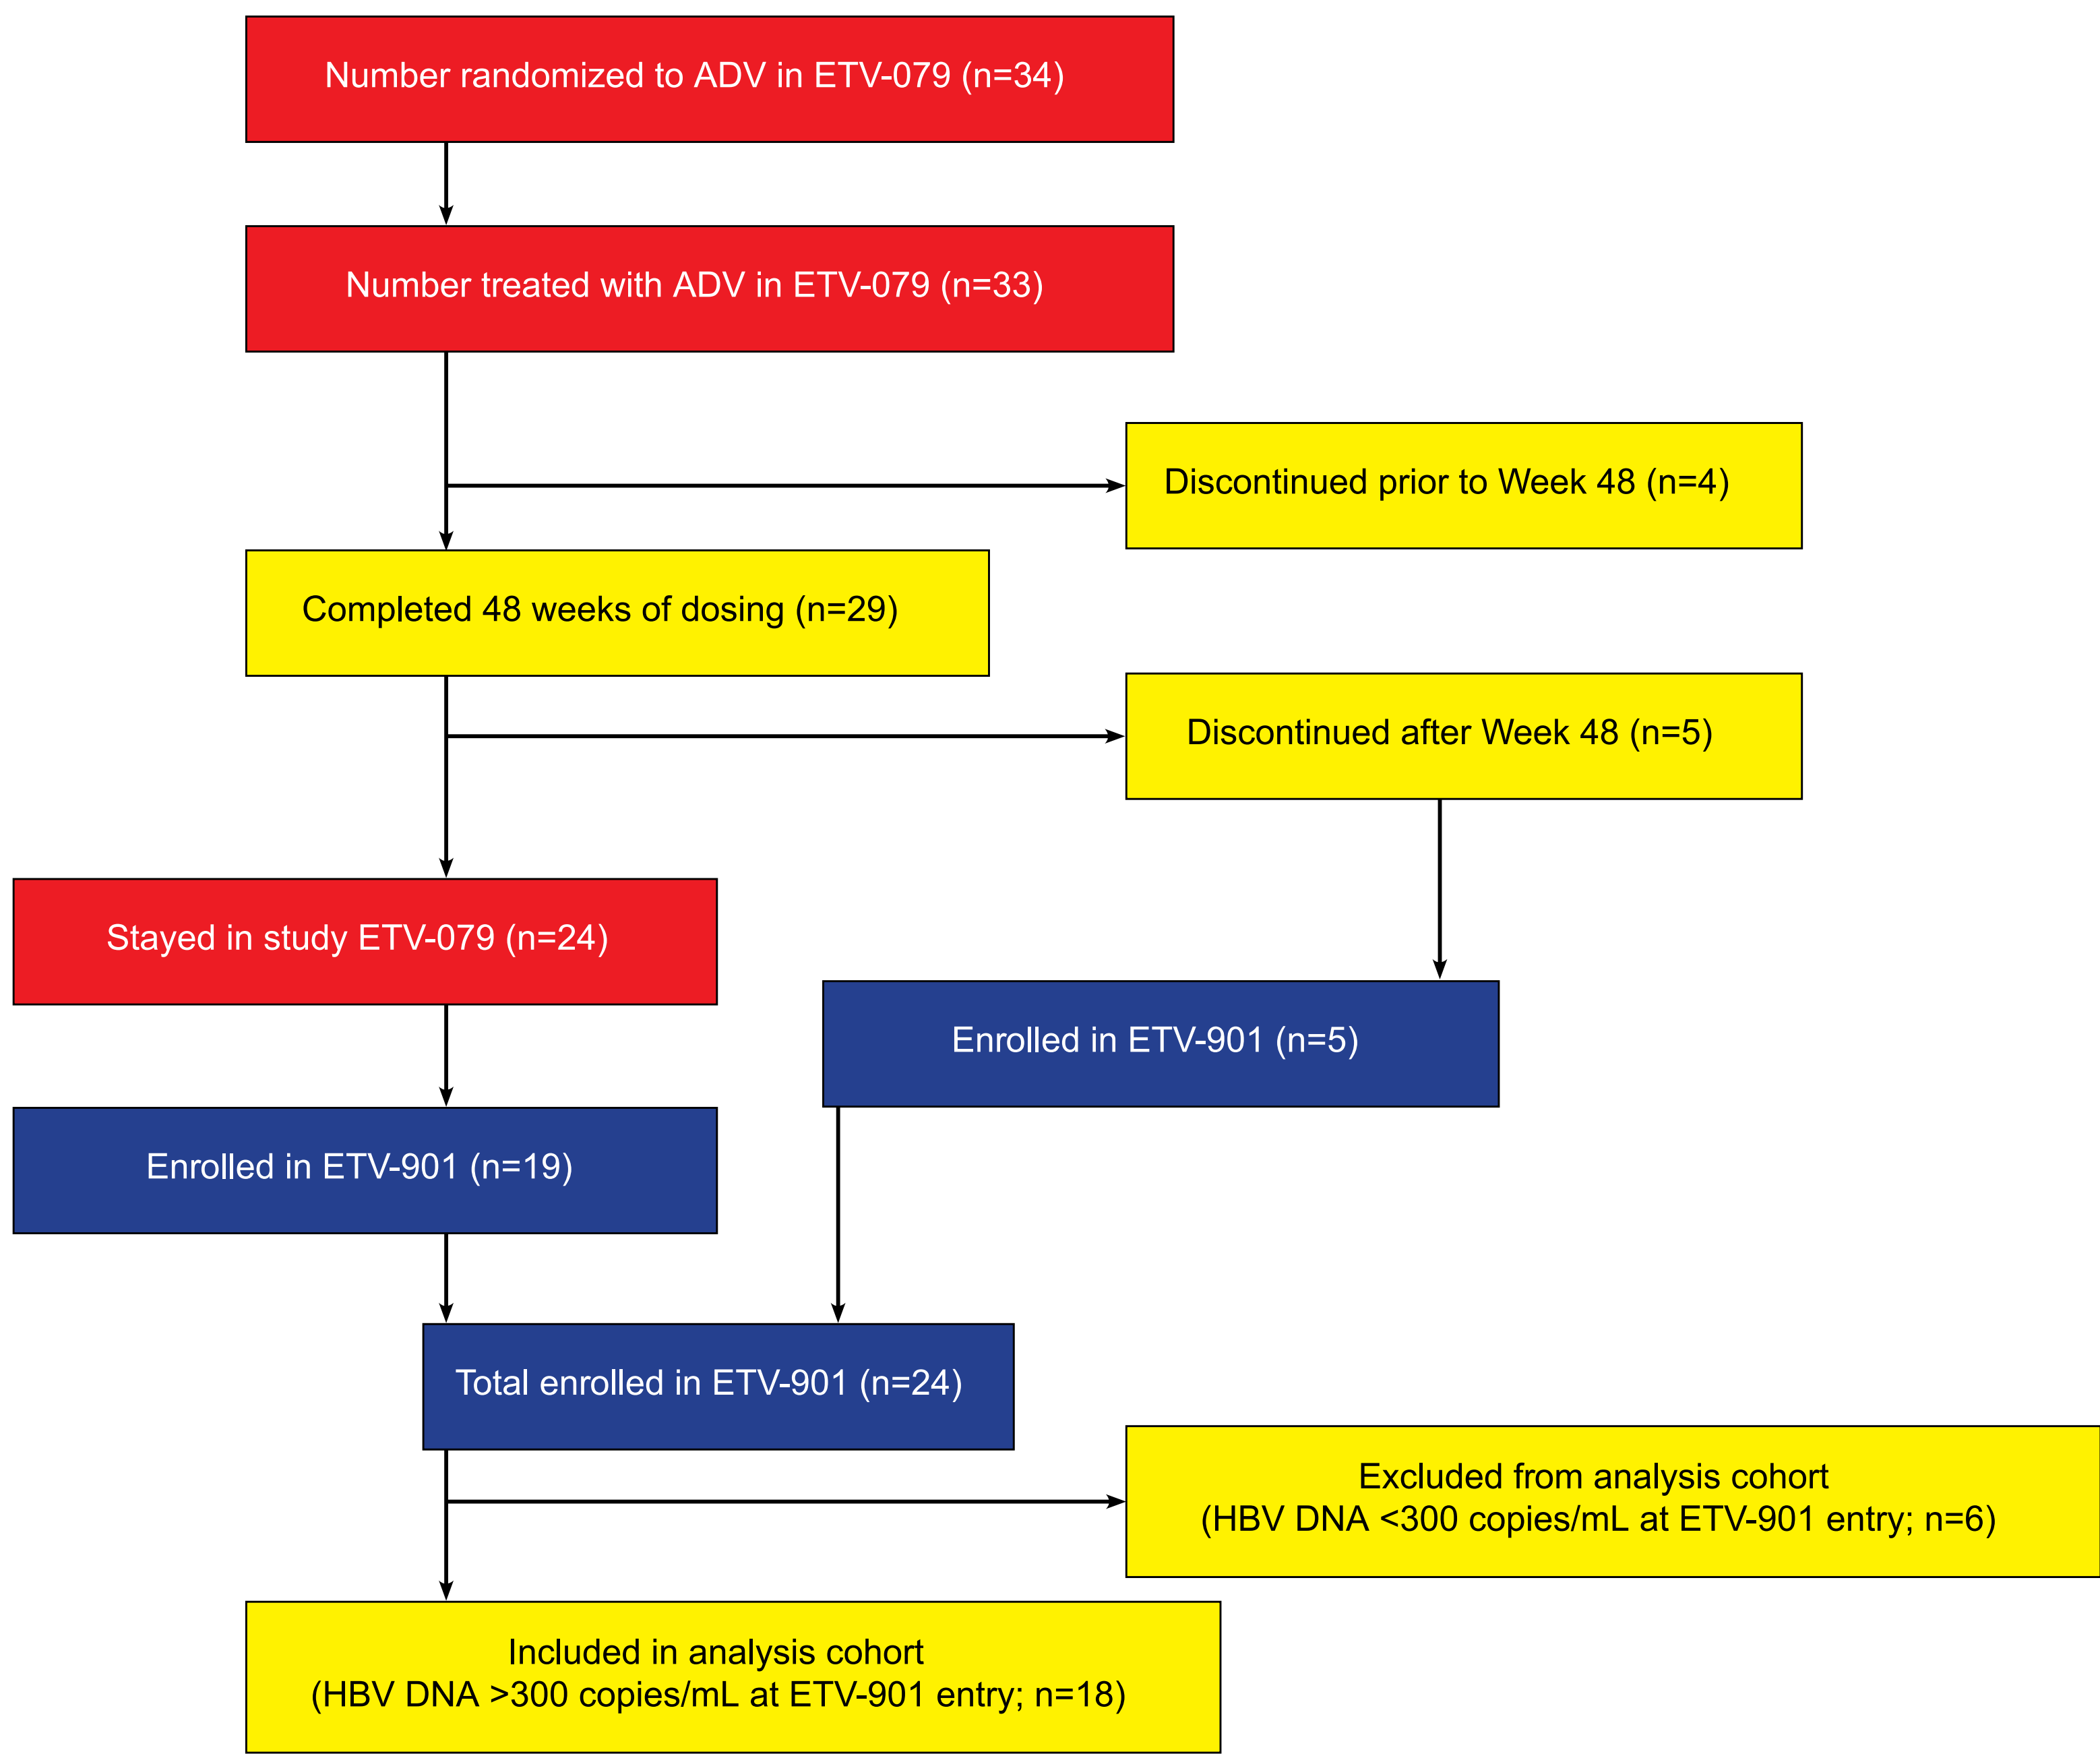 Number randomized to ADV in ETV-079 (n=34)
Number treated with ADV in ETV-079 (n=33)
Discontinued prior to Week 48 (n=4)
Completed 48 weeks of dosing (n=29)
Discontinued after Week 48 (n=5)
Stayed in study ETV-079 (n=24)
Enrolled in ETV-901 (n=5)
Enrolled in ETV-901 (n=19)
Total enrolled in ETV-901 (n=24)
Excluded from analysis cohort
(HBV DNA <300 copies/mL at ETV-901 entry; n=6)
Included in analysis cohort
(HBV DNA >300 copies/mL at ETV-901 entry; n=18)